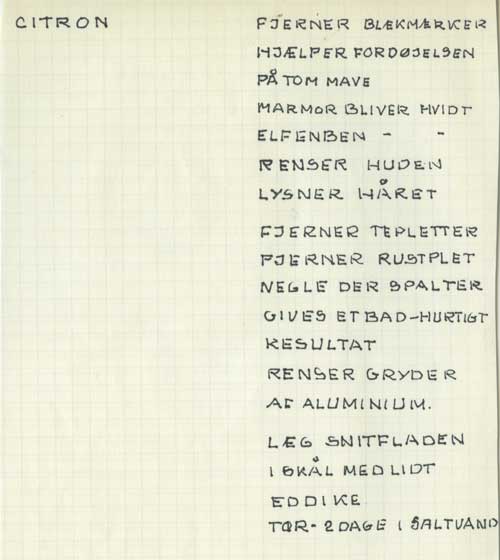 CITRON FJERNER BLÆKMÆRKER
HJÆLPER FORDØJELSEN
PÅ TOM MAVE
MARMOR BLIVER HVIDT
ELFENBEN - -
RENSER HUDEN
LYSNER HÅRET
FJERNER TEPLETTER
FJERNER RUSTPLET
NEGLE DER SPALTER
GIVES ET BAD-HURTIGT
RESULTAT
RENSER GRYDER
AF ALUMINIUM.
LÆG SNITFLADEN
I SKÅL MED LIDT
EDDIKE
TØR- 2 DAGE I SALTVAND